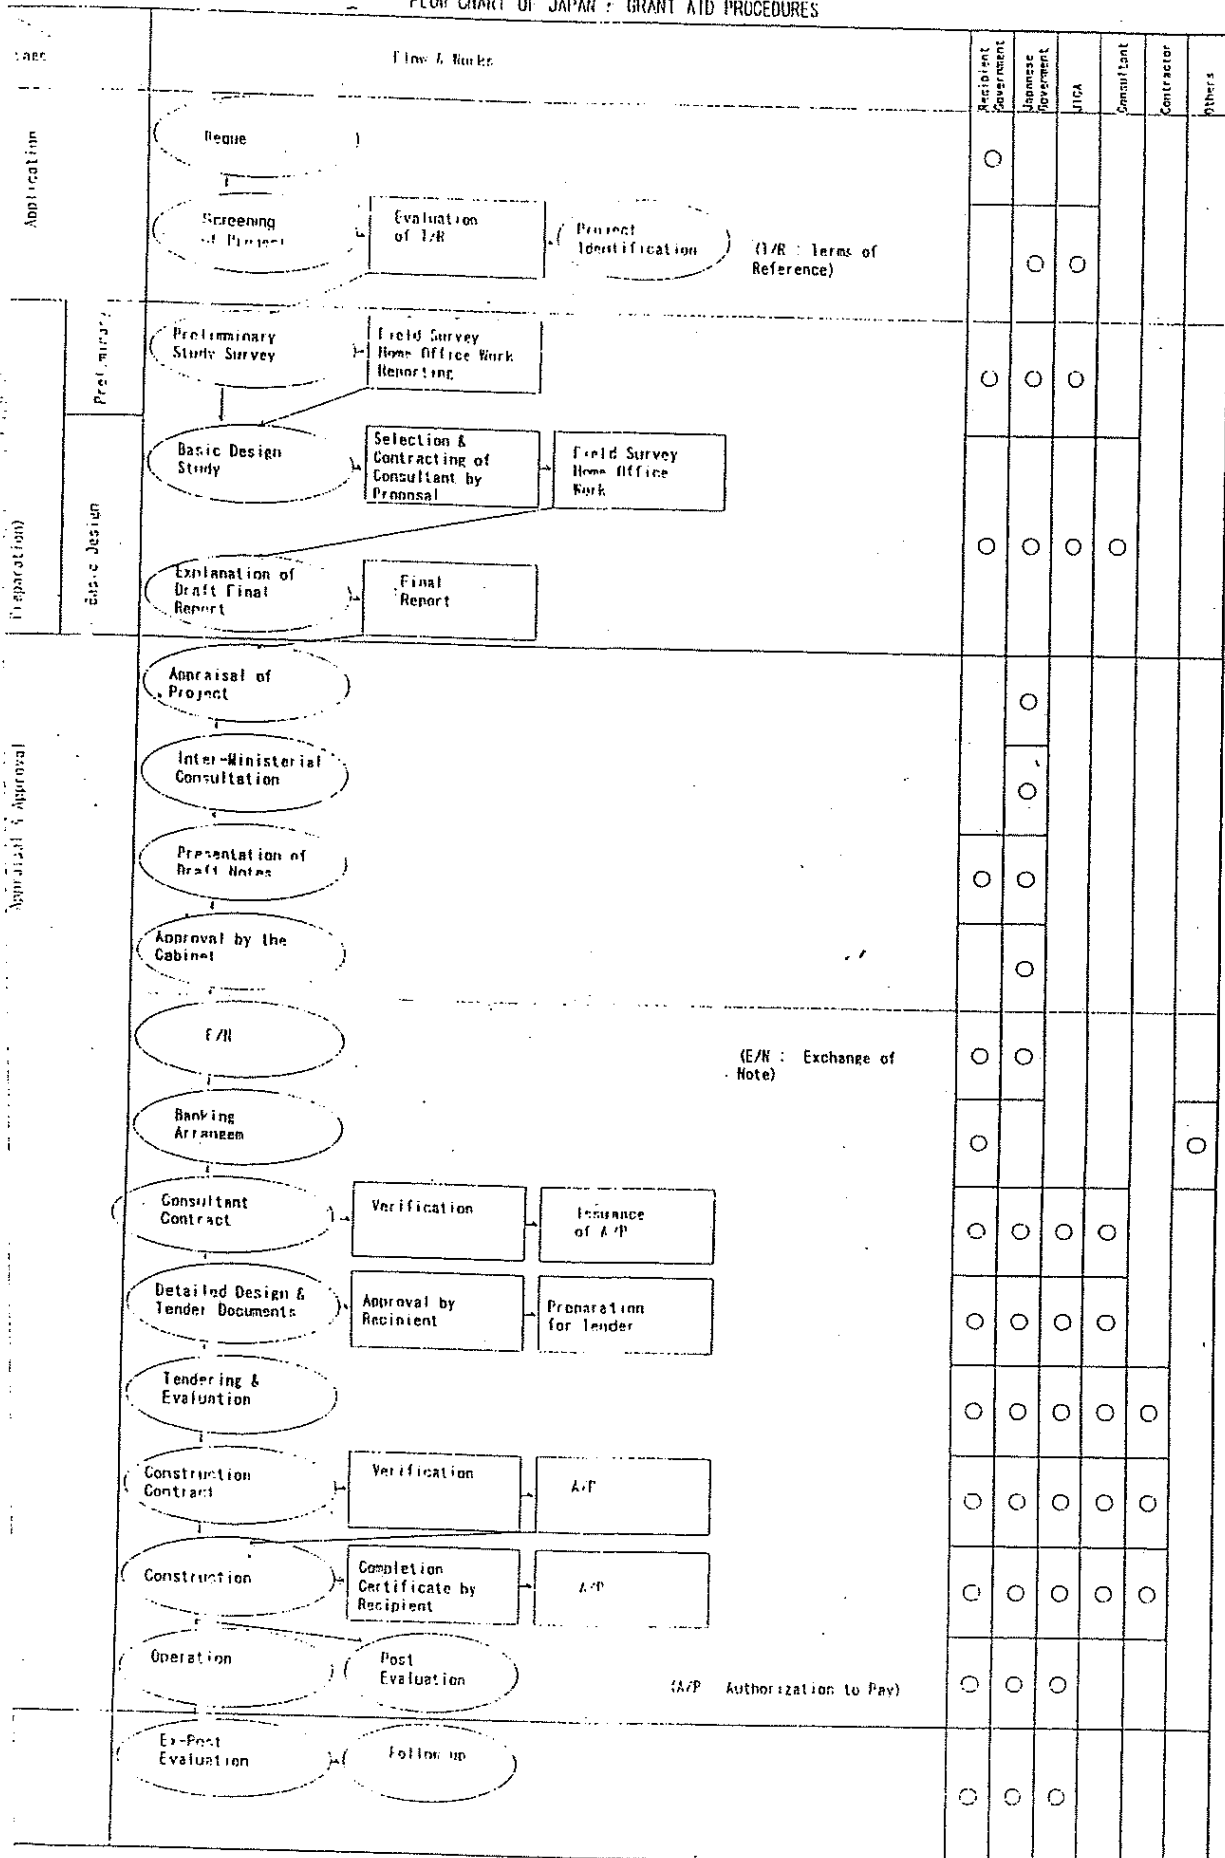 FLOW CHART OF JAPAN'S GRANT AID PROCEDURES
Flow & Works
Recipient
Government
Japanese
Government
JICA
Consultant
Contractor
Others
Application
Reque
Screening
of Project
Evaluation
of T/R
Project
Identification
(T/R : Terms of
Reference)
Preliminary
Preliminary
Study Survey
Field Survey
Home Office Work
Reporting
Preparation)
Basic Design
Basic Design
Study
Selection &
Contracting of
Consultant by
Proposal
Field Survey
Home Office
Work
Explanation of
Draft Final
Report
Final
Report
Appraisal & Approval
Appraisal of
Project
Inter-Ministerial
Consultation
Presentation of
Draft Notes
Approval by the
Cabinet
E/N
(E/N : Exchange of
Note)
Banking
Arrangem
Consultant
Contract
Verification
Issuance
of A/P
Detailed Design &
Tender Documents
Approval by
Recipient
Preparation
for Tender
Tendering &
Evaluation
Construction
Contract
Verification
A/P
Construction
Completion
Certificate by
Recipient
A/P
Operation
Post
Evaluation
(A/P Authorization to Pay)
Ex-Post
Evaluation
Follow up